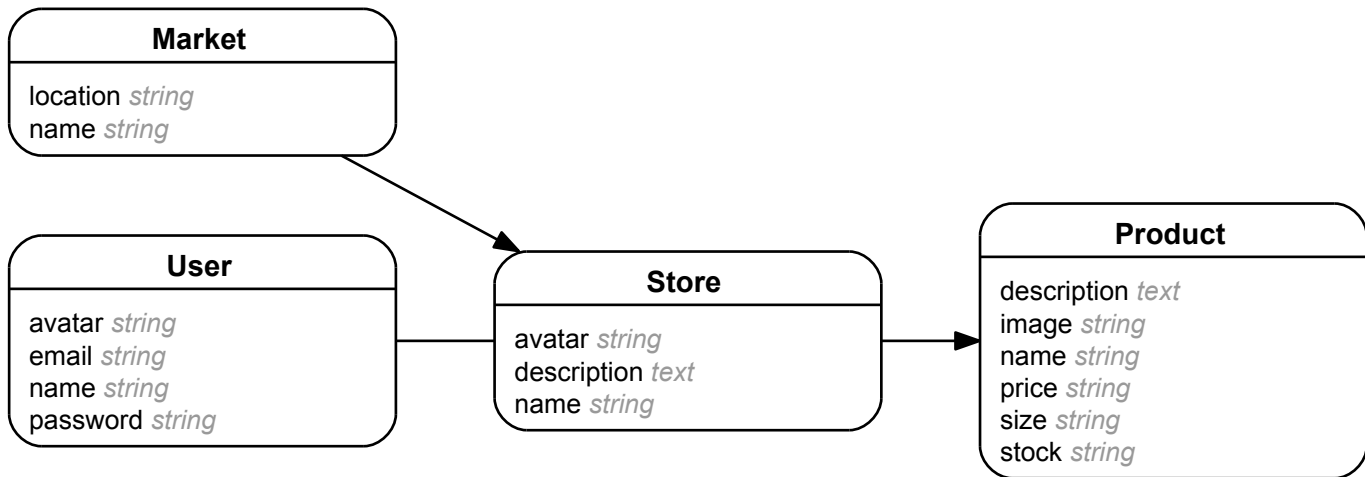 Market
location string
name string
User
avatar string
email string
name string
password string
Store
avatar string
description text
name string
Product
description text
image string
name string
price string
size string
stock string